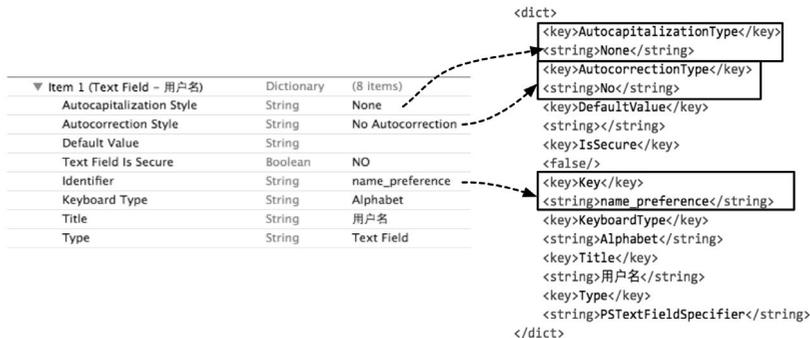 Item 1 (Text Field – 用户名) Dictionary (8 items)
Autocapitalization Style String None
Autocorrection Style String No Autocorrection
Default Value String
Text Field Is Secure Boolean NO
Identifier String name_preference
Keyboard Type String Alphabet
Title String 用户名
Type String Text Field
<dict>
<key>AutocapitalizationType</key>
<string>None</string>
<key>AutocorrectionType</key>
<string>No</string>
<key>DefaultValue</key>
<string></string>
<key>IsSecure</key>
<false/>
<key>Key</key>
<string>name_preference</string>
<key>KeyboardType</key>
<string>Alphabet</string>
<key>Title</key>
<string>用户名</string>
<key>Type</key>
<string>PSTextFieldSpecifier</string>
</dict>